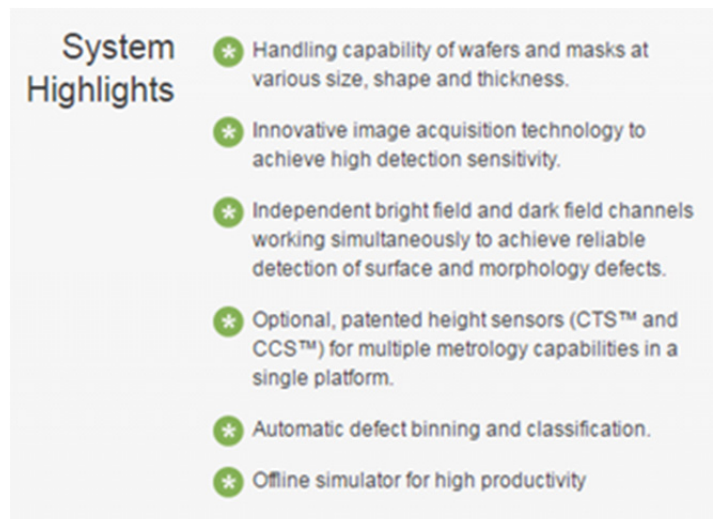 System
Highlights
Handling capability of wafers and masks at
various size, shape and thickness.
Innovative image acquisition technology to
achieve high detection sensitivity.
Independent bright field and dark field channels
working simultaneously to achieve reliable
detection of surface and morphology defects.
Optional, patented height sensors (CTS™ and
CCS™) for multiple metrology capabilities in a
single platform.
Automatic defect binning and classification.
Offline simulator for high productivity